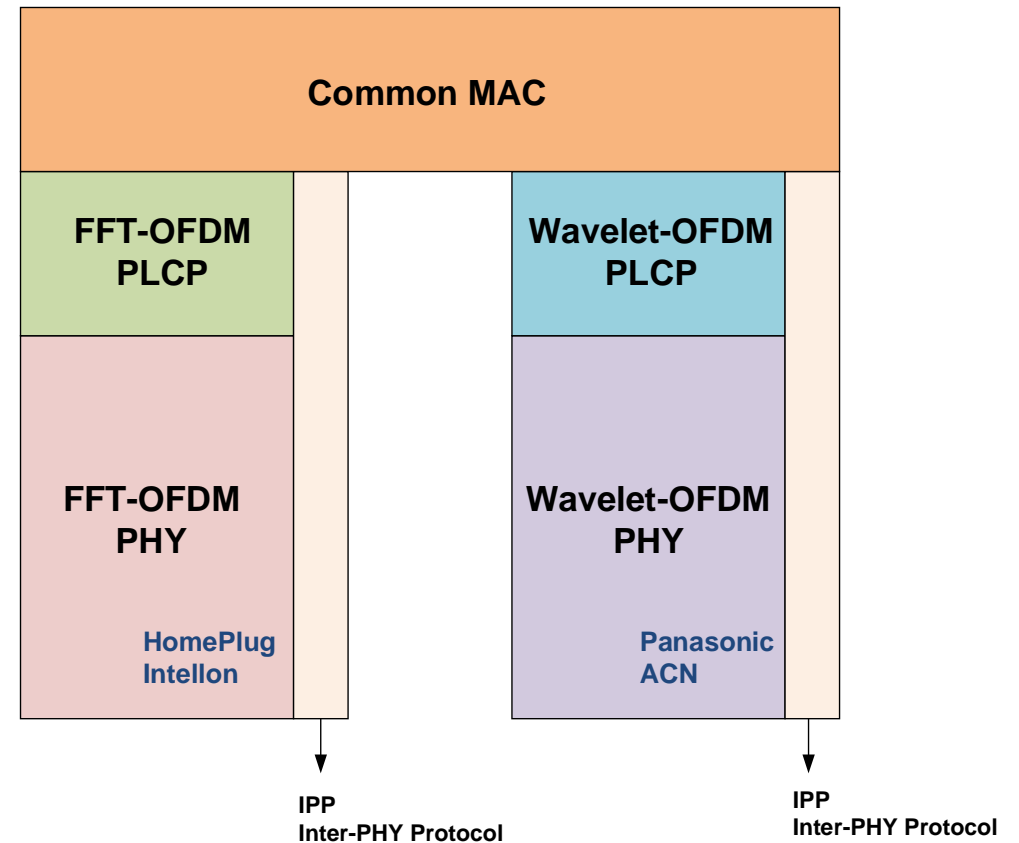 Common MAC
FFT-OFDM
PLCP
Wavelet-OFDM
PLCP
FFT-OFDM
PHY
Wavelet-OFDM
PHY
HomePlug
Intellon
Panasonic
ACN
IPP
Inter-PHY Protocol
IPP
Inter-PHY Protocol